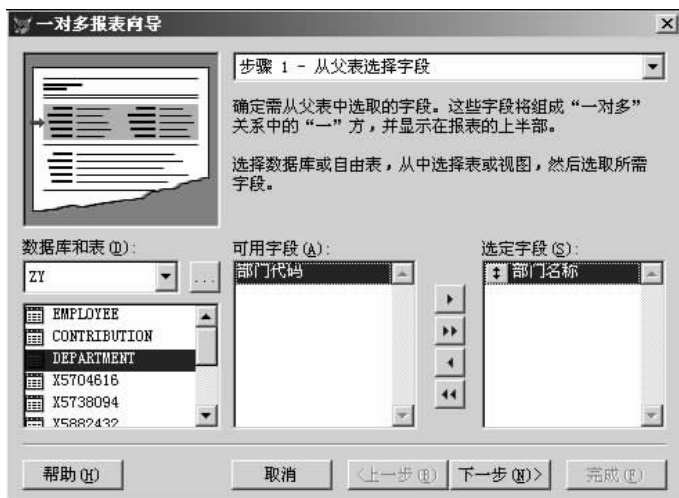 一对多报表向导
步骤 1 - 从父表选择字段
确定需从父表中选取的字段。这些字段将组成“一对多”
关系中的“一”方，并显示在报表的上半部。
选择数据库或自由表，从中选择表或视图，然后选取所需
字段。
数据库和表(D):
可用字段(A):
选定字段(S):
ZY
...
部门代码
部门名称
EMPLOYEE
CONTRIBUTION
DEPARTMENT
X5704616
X5738094
X5882432
帮助(H)
取消
<上一步(B)
下一步(N)>
完成(F)